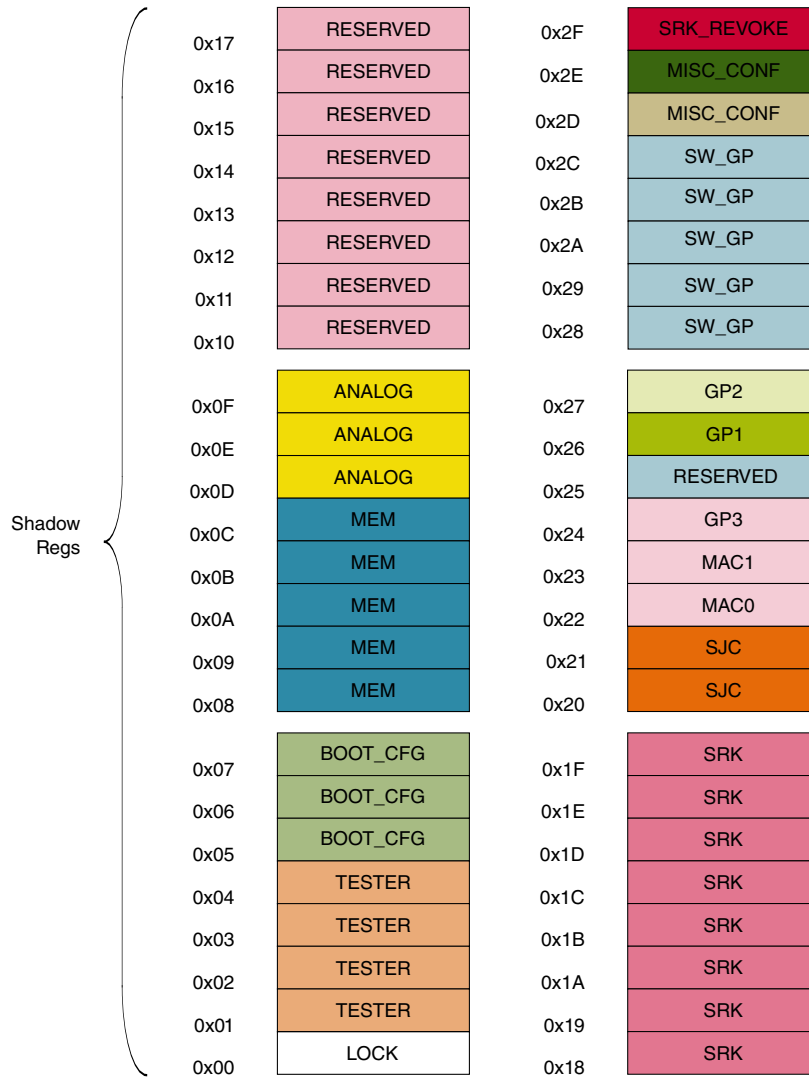 0x17 RESERVED 0x2F SRK_REVOKE
0x16 RESERVED 0x2E MISC_CONF
0x15 RESERVED 0x2D MISC_CONF
0x14 RESERVED 0x2C SW_GP
0x13 RESERVED 0x2B SW_GP
0x12 RESERVED 0x2A SW_GP
0x11 RESERVED 0x29 SW_GP
0x10 RESERVED 0x28 SW_GP
0x0F ANALOG 0x27 GP2
0x0E ANALOG 0x26 GP1
0x0D ANALOG 0x25 RESERVED
Shadow
Regs
0x0C MEM 0x24 GP3
0x0B MEM 0x23 MAC1
0x0A MEM 0x22 MAC0
0x09 MEM 0x21 SJC
0x08 MEM 0x20 SJC
0x07 BOOT_CFG 0x1F SRK
0x06 BOOT_CFG 0x1E SRK
0x05 BOOT_CFG 0x1D SRK
0x04 TESTER 0x1C SRK
0x03 TESTER 0x1B SRK
0x02 TESTER 0x1A SRK
0x01 TESTER 0x19 SRK
0x00 LOCK 0x18 SRK